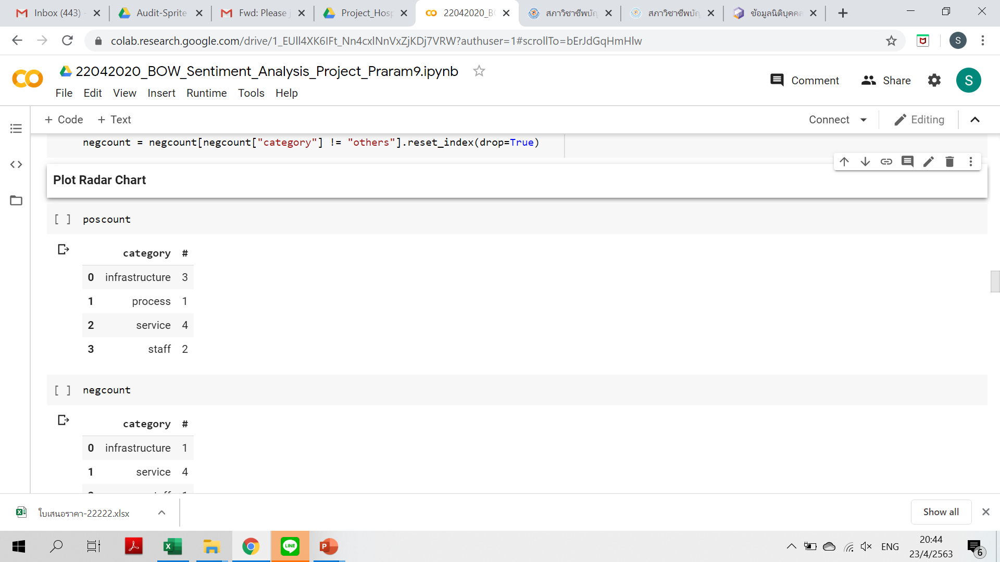 Inbox (443)
Audit-Sprite
Fwd: Please
Project_Hosp
22042020_B
สภาวิชาชีพบัญ
สภาวิชาชีพบัญ
ข้อมูลนิติบุคคล
colab.research.google.com/drive/1_EUll4XK6IFt_Nn4cxlNnVxZjKDj7VRW?authuser=1#scrollTo=bErJdGqHmHlw
S
22042020_BOW_Sentiment_Analysis_Project_Praram9.ipynb
Comment
Share
S
File Edit View Insert Runtime Tools Help
+ Code + Text
Connect
Editing
negcount = negcount[negcount["category"] != "others"].reset_index(drop=True)
Plot Radar Chart
[ ] poscount
category #
0 infrastructure 3
1 process 1
2 service 4
3 staff 2
[ ] negcount
category #
0 infrastructure 1
1 service 4
ใบเสนอราคา-22222.xlsx
Show all
LINE
ENG
20:44
23/4/2563
6